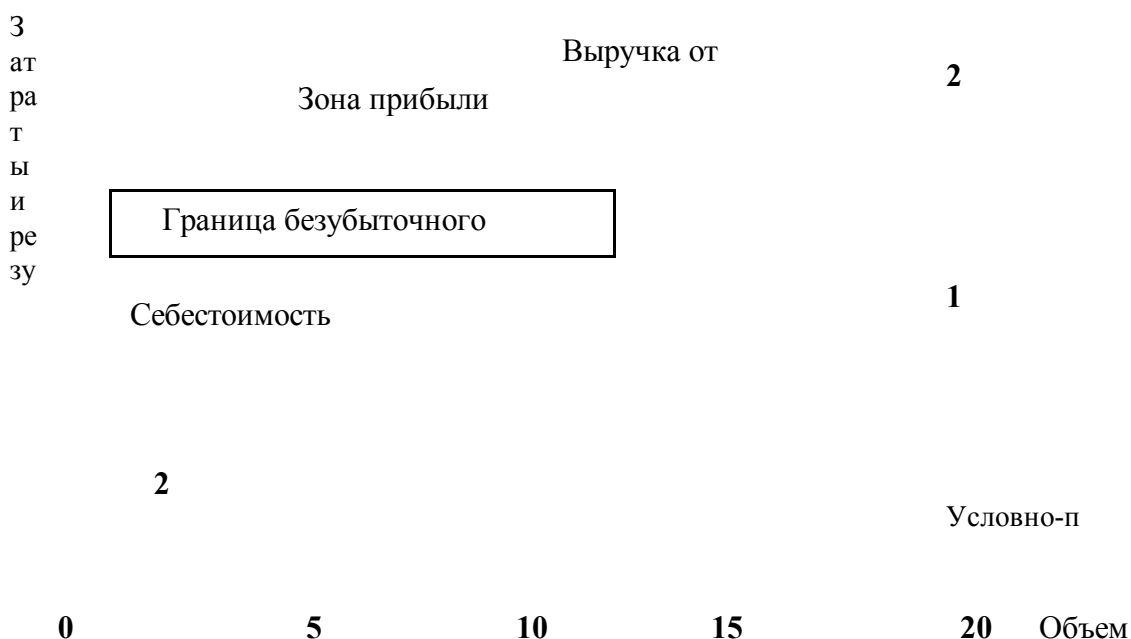 З
ат
ра
т
ы
и
ре
зу
Выручка от
2
Зона прибыли
Граница безубыточного
1
Себестоимость
2
Условно-п
0 5 10 15 20 Объем